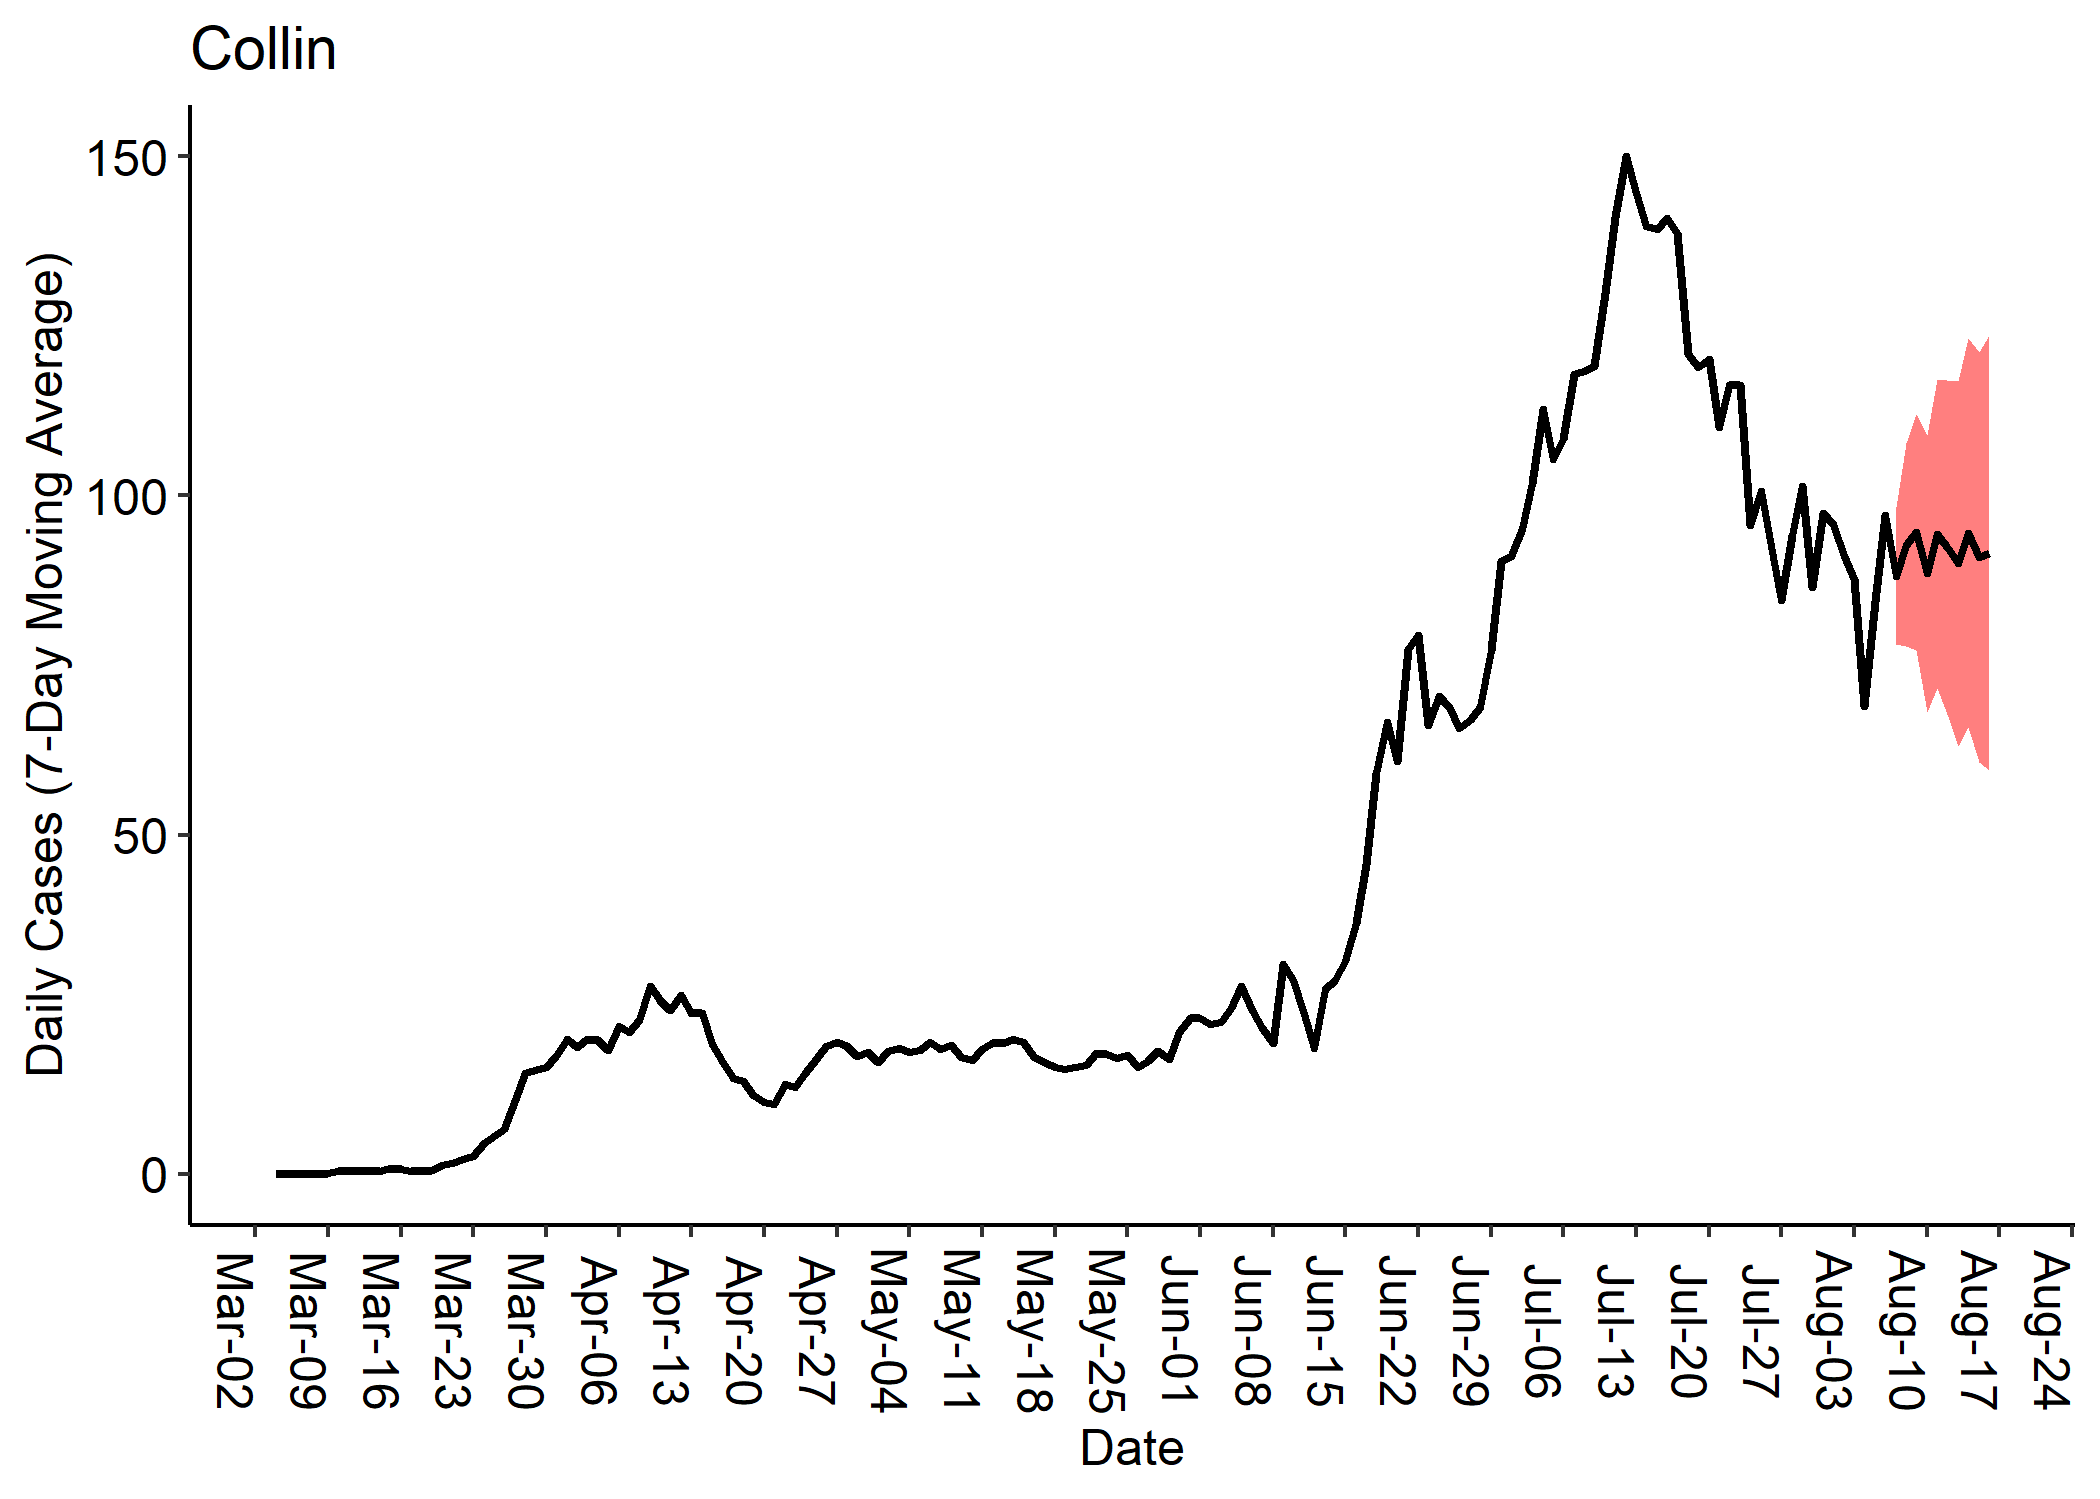 Collin
Daily Cases (7-Day Moving Average)
150
100
50
0
Mar-02
Mar-09
Mar-16
Mar-23
Mar-30
Apr-06
Apr-13
Apr-20
Apr-27
May-04
May-11
May-18
May-25
Jun-01
Jun-08
Jun-15
Jun-22
Jun-29
Jul-06
Jul-13
Jul-20
Jul-27
Aug-03
Aug-10
Aug-17
Aug-24
Date